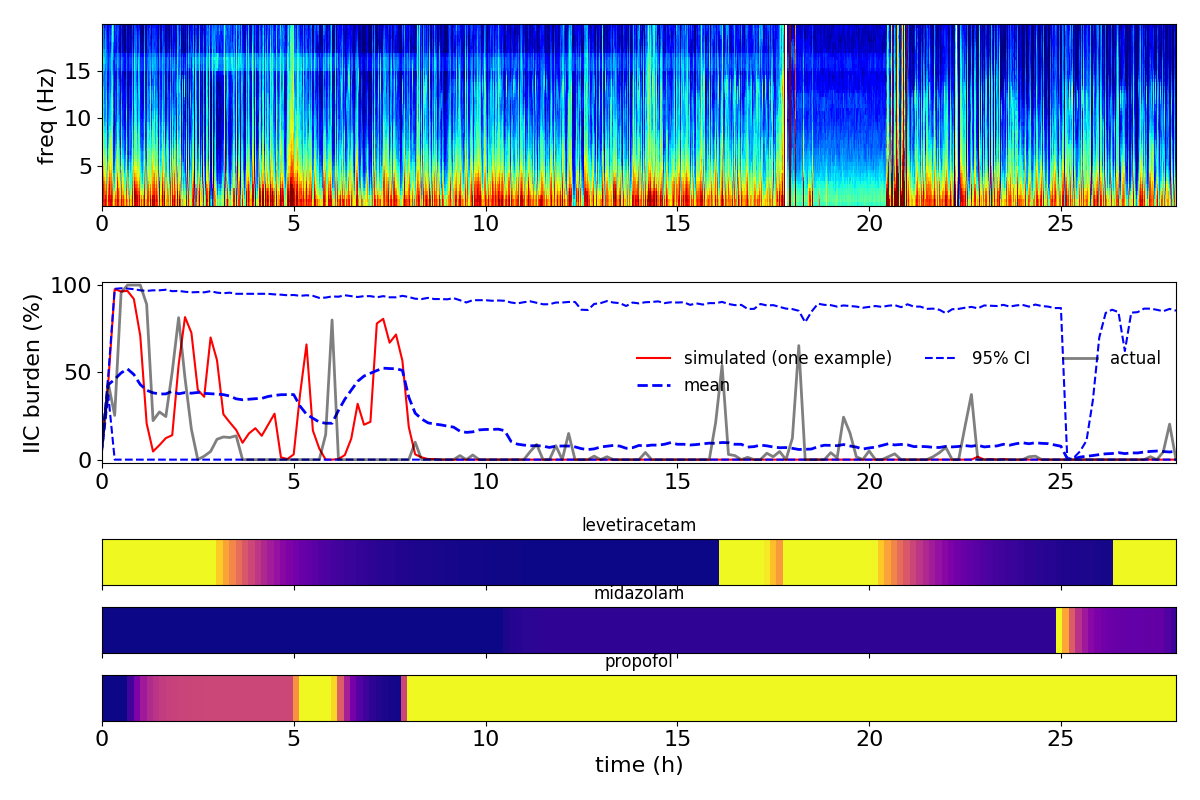 freq (Hz)
15
10
5
0 5 10 15 20 25
IIC burden (%)
100
50
0
simulated (one example) 95% CI actual
mean
0 5 10 15 20 25
levetiracetam
midazolam
propofol
0 5 10 15 20 25
time (h)